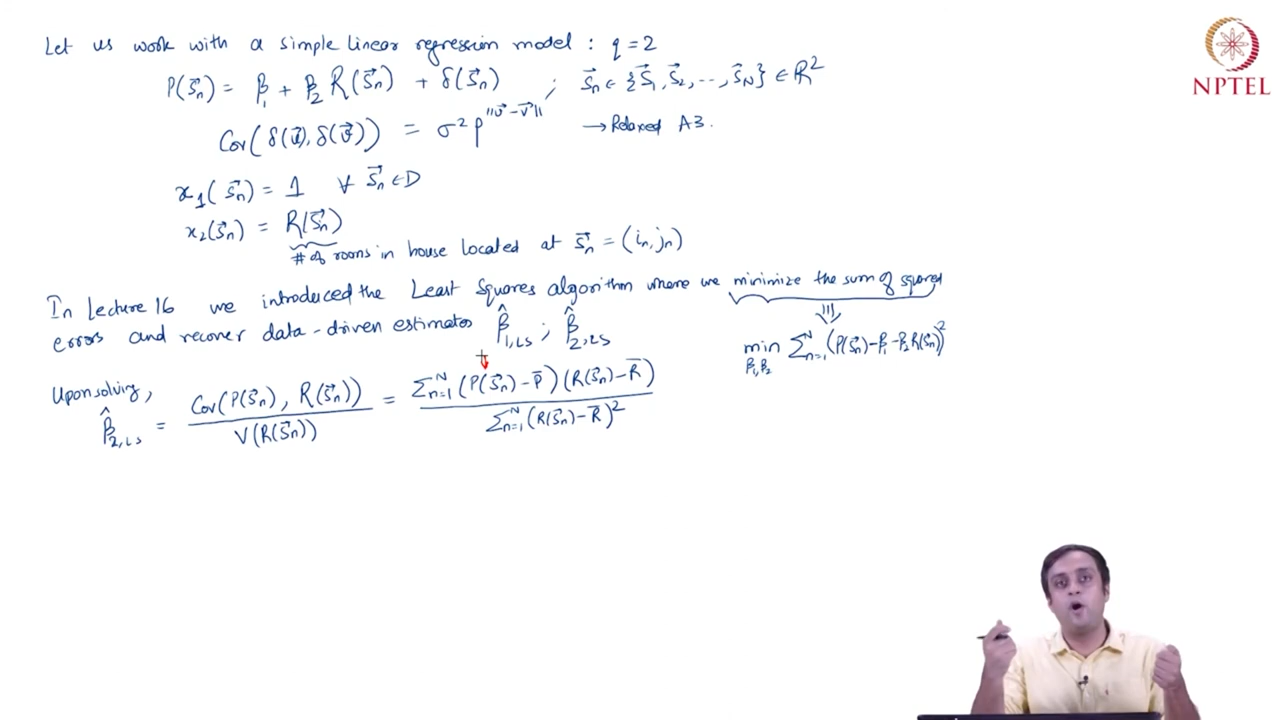 Let us work with a simple linear regression model : q = 2
P(s⃗n) = β1 + β2 R(s⃗n) + δ(s⃗n) ; s⃗n ∈ {s⃗1, s⃗2, ..., s⃗N} ∈ R²
Cov(δ(u⃗), δ(v⃗)) = σ² ρ^‖u⃗-v⃗‖ → Relaxed A3.
x1(s⃗n) = 1 ∀ s⃗n ∈ D
x2(s⃗n) = R(s⃗n)
# of rooms in house located at s⃗n = (in, jn)
In Lecture 16 we introduced the Least Squares algorithm where we minimize the sum of squared
errors and recover data-driven estimates β̂1,LS ; β̂2,LS
min β1,β2 Σn=1^N (P(s⃗n) - β1 - β2 R(s⃗n))²
Upon solving,
β̂2,LS = Cov(P(s⃗n), R(s⃗n)) / V(R(s⃗n)) = Σn=1^N (P(s⃗n) - P̄)(R(s⃗n) - R̄) / Σn=1^N (R(s⃗n) - R̄)²
NPTEL